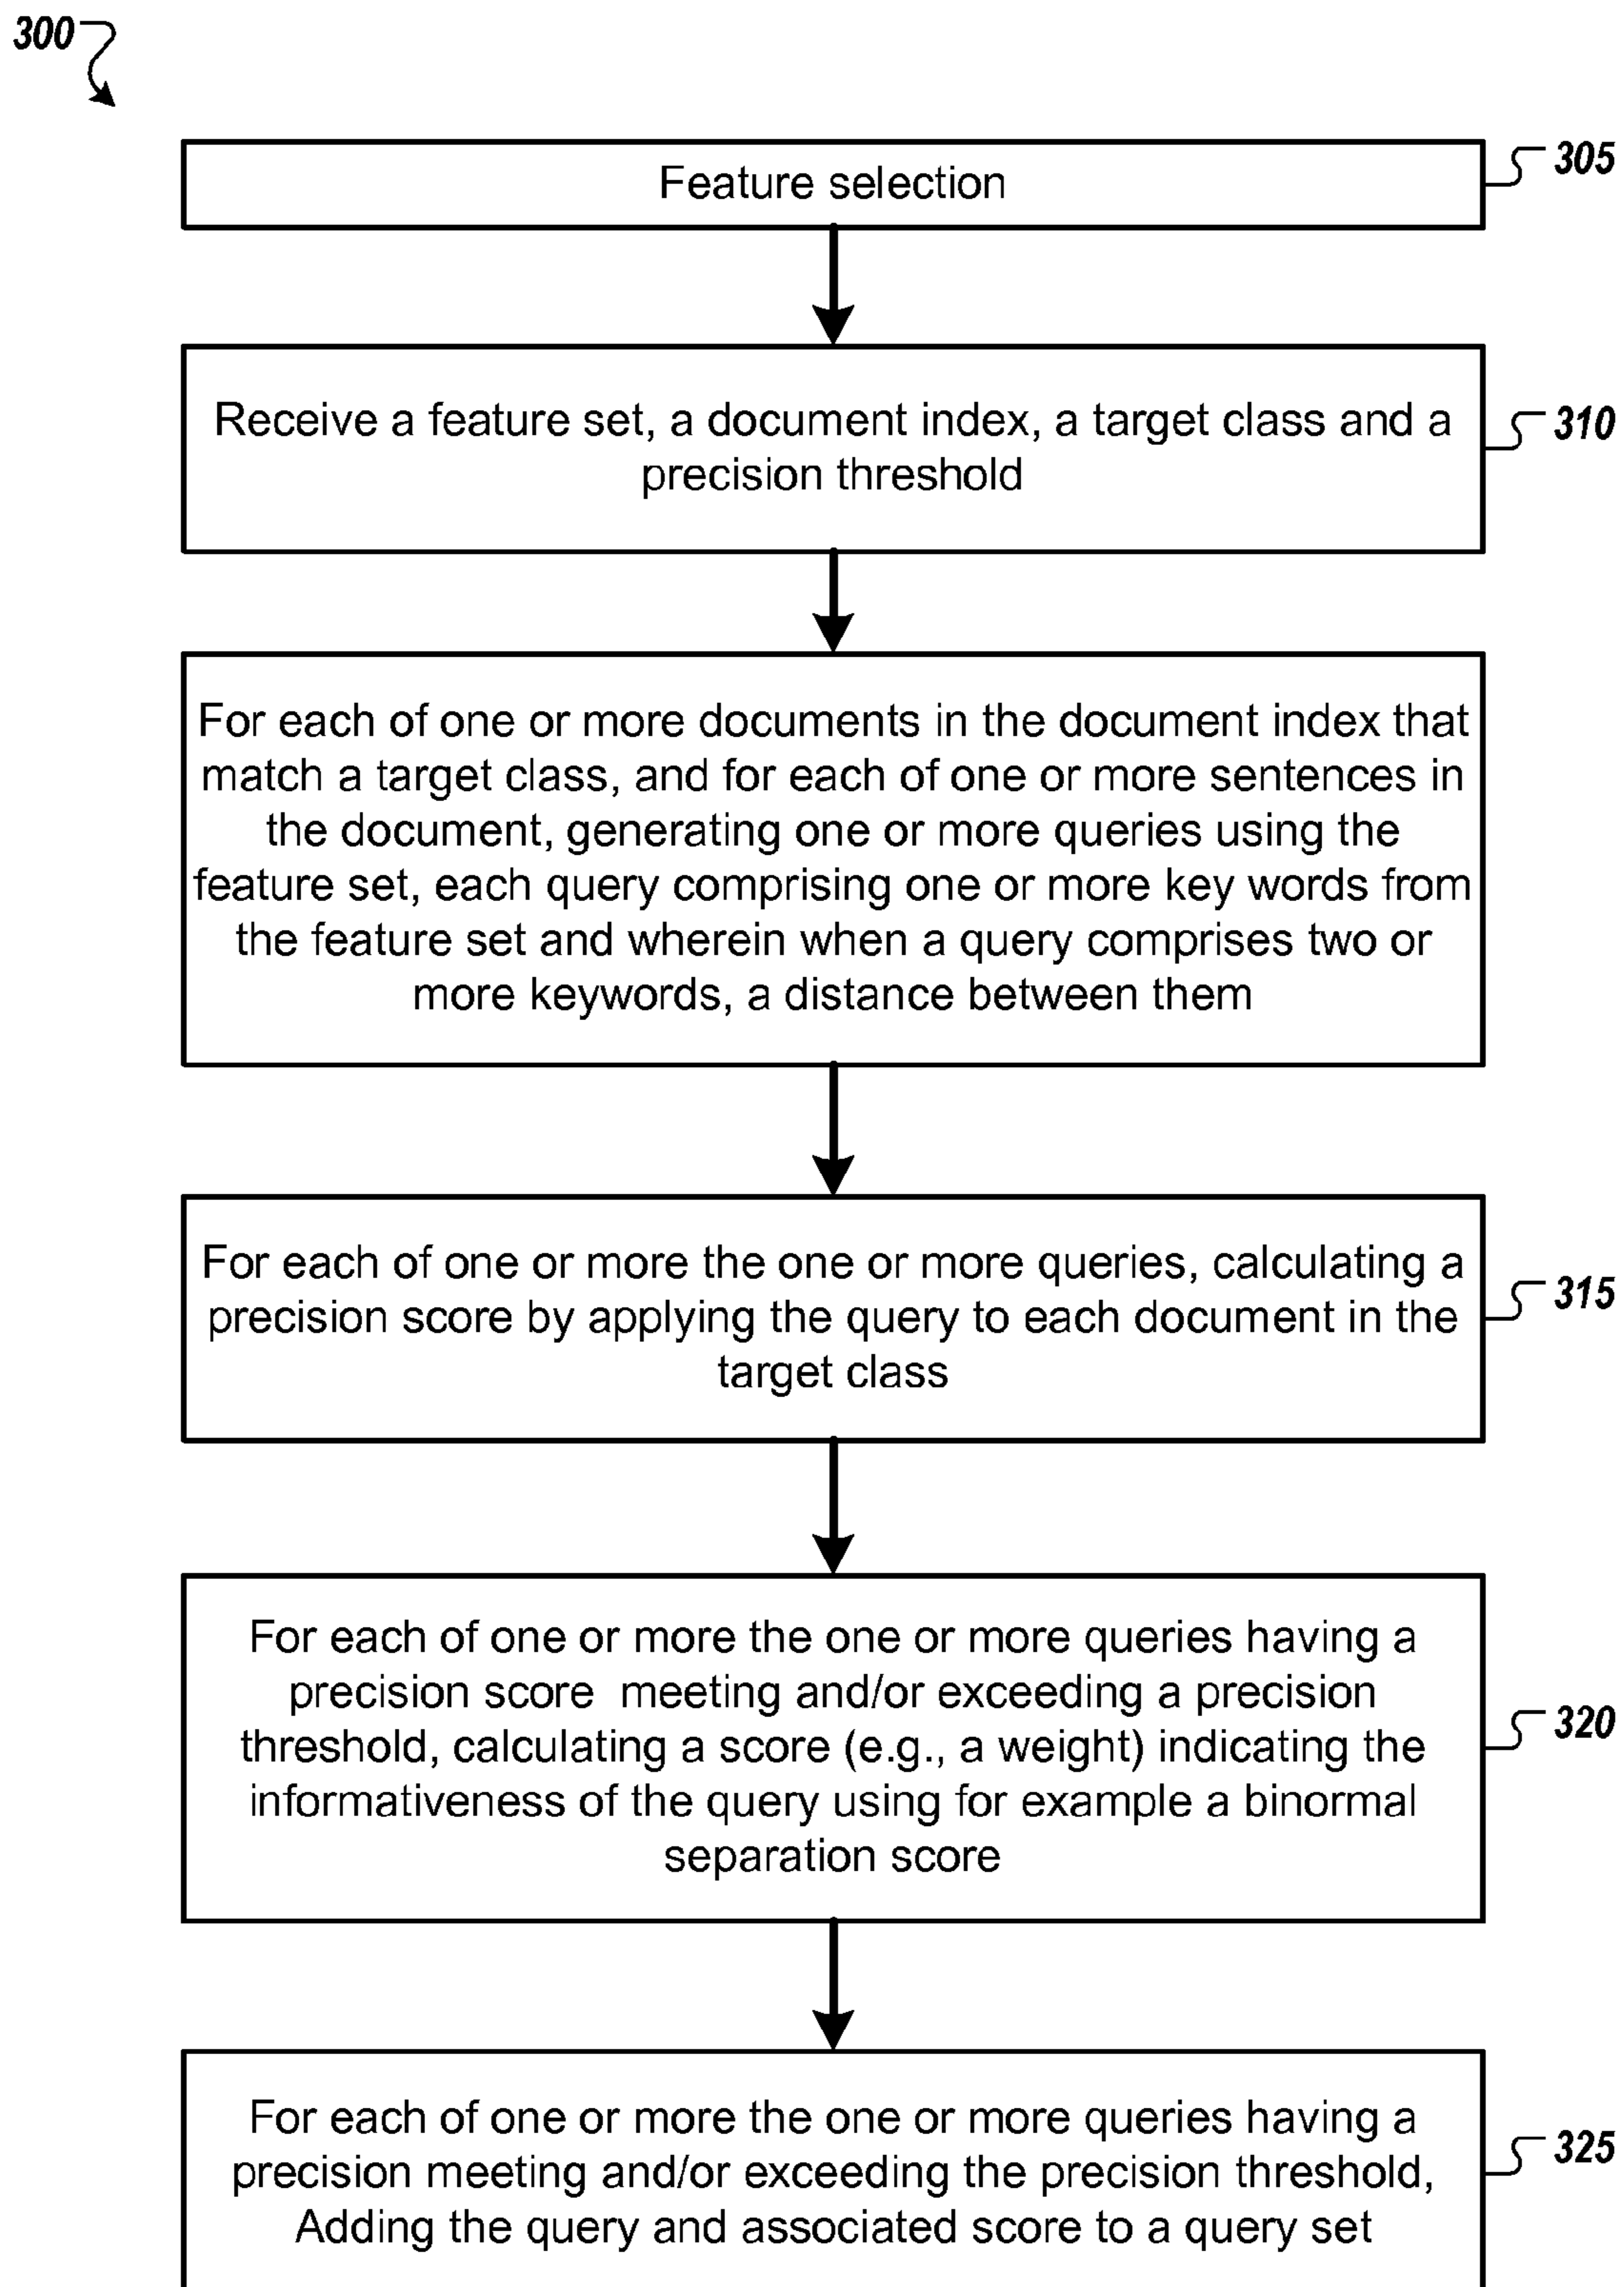 300
Feature selection
305
Receive a feature set, a document index, a target class and a
precision threshold
310
For each of one or more documents in the document index that
match a target class, and for each of one or more sentences in
the document, generating one or more queries using the
feature set, each query comprising one or more key words from
the feature set and wherein when a query comprises two or
more keywords, a distance between them
For each of one or more the one or more queries, calculating a
precision score by applying the query to each document in the
target class
315
For each of one or more the one or more queries having a
precision score meeting and/or exceeding a precision
threshold, calculating a score (e.g., a weight) indicating the
informativeness of the query using for example a binormal
separation score
320
For each of one or more the one or more queries having a
precision meeting and/or exceeding the precision threshold,
Adding the query and associated score to a query set
325